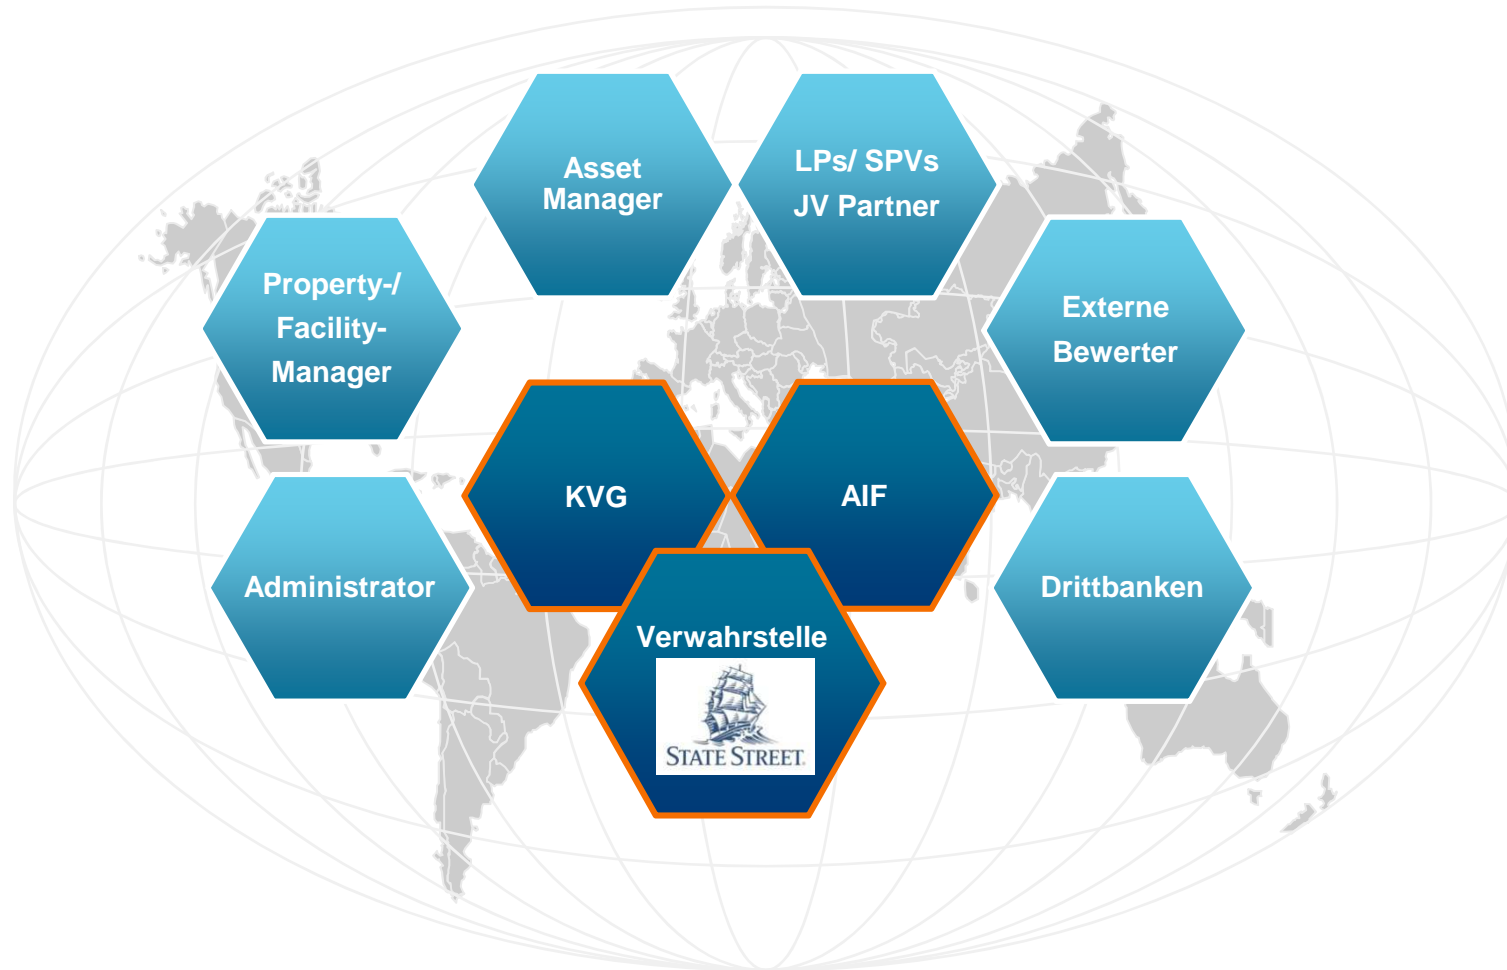 Asset
Manager
LPs/ SPVs
JV Partner
Property-/
Facility-
Manager
Externe
Bewerter
KVG
AIF
Administrator
Drittbanken
Verwahrstelle
STATE STREET.